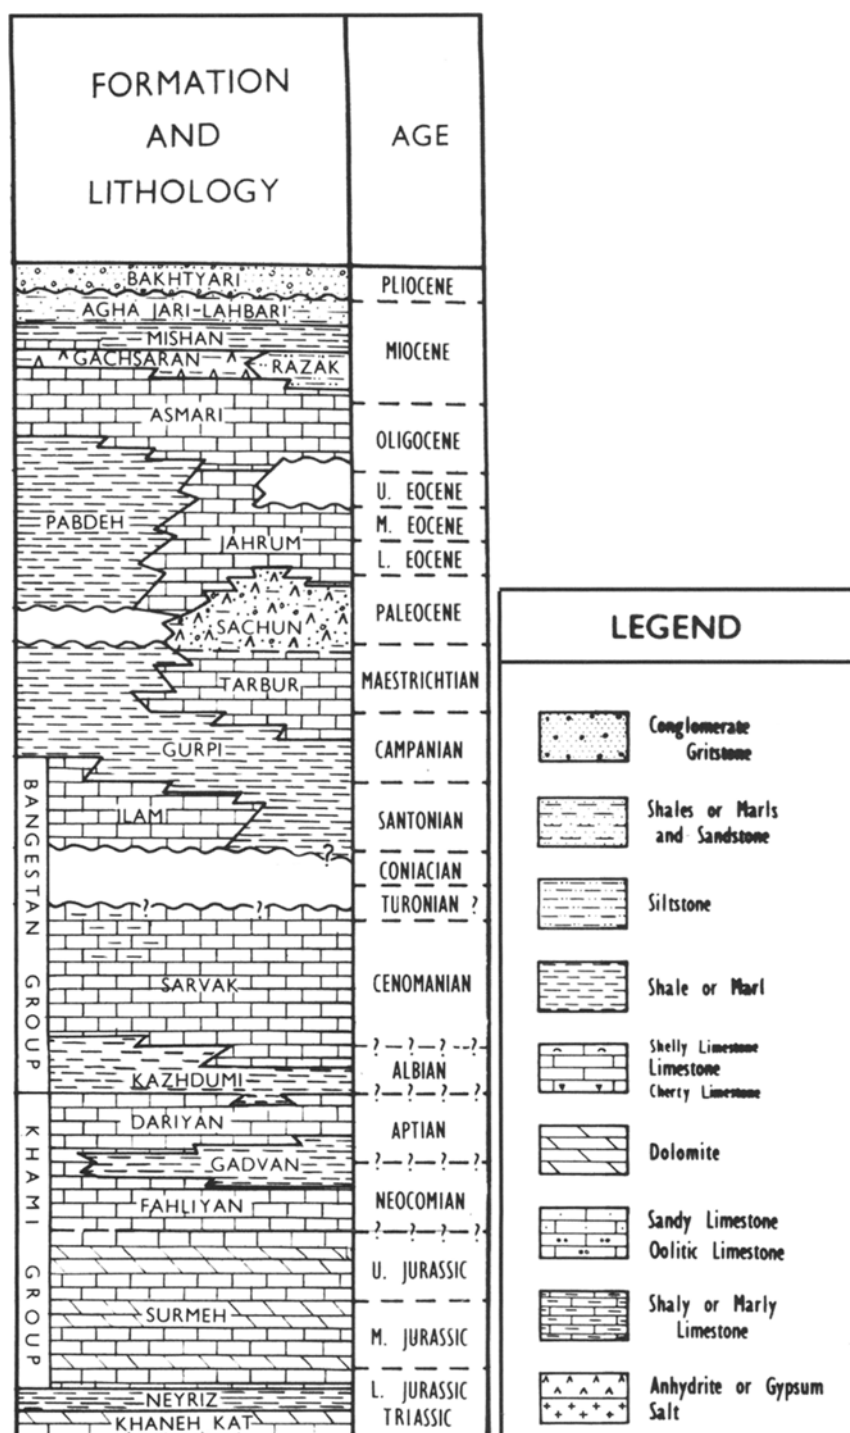 FORMATION
AND
LITHOLOGY
AGE
BAKHTYARI
AGHA JARI-LAHBARI
MISHAN
GACHSARAN
RAZAK
ASMARI
PABDEH
JAHRUM
SACHUN
TARBUR
GURPI
ILAM
?
? ?
SARVAK
KAZHDUMI
DARIYAN
GADVAN
FAHLIYAN
SURMEH
NEYRIZ
KHANEH KAT
BANGESTAN GROUP
KHAMI GROUP
PLIOCENE
MIOCENE
OLIGOCENE
U. EOCENE
M. EOCENE
L. EOCENE
PALEOCENE
MAESTRICHTIAN
CAMPANIAN
SANTONIAN
CONIACIAN
TURONIAN ?
CENOMANIAN
?—?—?—--?
ALBIAN
?—?—?—?
APTIAN
?—?—?—?
NEOCOMIAN
?—?—?—?
U. JURASSIC
M. JURASSIC
L. JURASSIC
TRIASSIC
LEGEND
Conglomerate
Gritstone
Shales or Marls
and Sandstone
Siltstone
Shale or Marl
Shelly Limestone
Limestone
Cherty Limestone
Dolomite
Sandy Limestone
Oolitic Limestone
Shaly or Marly
Limestone
Anhydrite or Gypsum
Salt